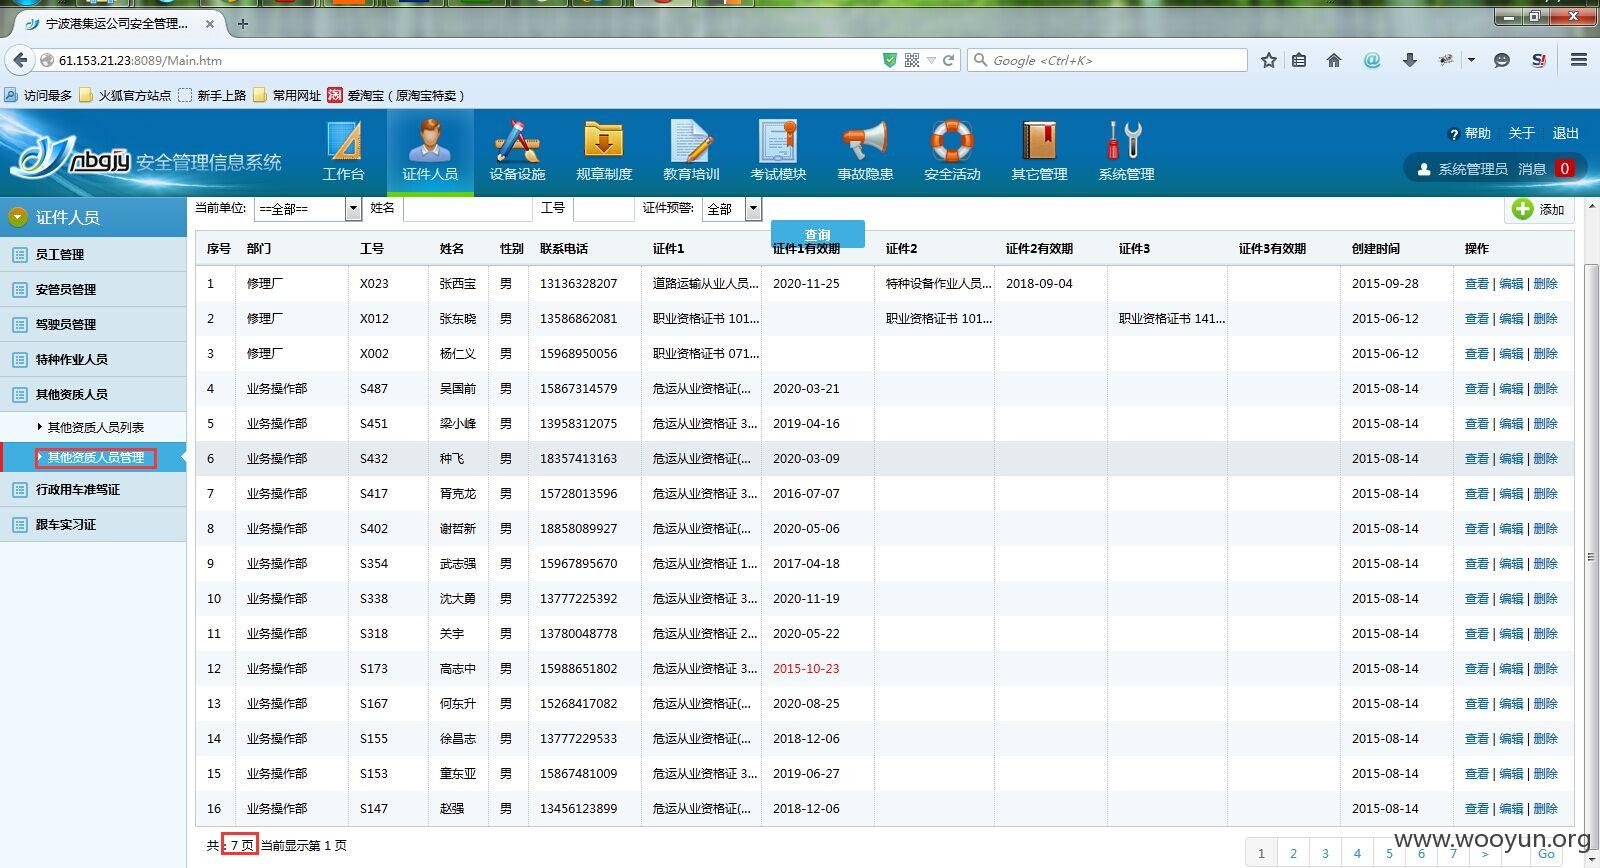 宁波港集运公司安全管理...
61.153.21.23:8089/Main.htm
Google <Ctrl+K>
访问最多 火狐官方站点 新手上路 常用网址 爱淘宝（原淘宝特卖）
nbgjy 安全管理信息系统
工作台 证件人员 设备设施 规章制度 教育培训 考试模块 事故隐患 安全活动 其它管理 系统管理
帮助 关于 退出
系统管理员 消息 0
证件人员
员工管理
安管员管理
驾驶员管理
特种作业人员
其他资质人员
其他资质人员列表
其他资质人员管理
行政用车准驾证
跟车实习证
当前单位: ==全部== 姓名 工号 证件预警: 全部 查询 添加
序号 部门 工号 姓名 性别 联系电话 证件1 证件1有效期 证件2 证件2有效期 证件3 证件3有效期 创建时间 操作
1 修理厂 X023 张西宝 男 13136328207 道路运输从业人员... 2020-11-25 特种设备作业人员... 2018-09-04 2015-09-28 查看 | 编辑 | 删除
2 修理厂 X012 张东晓 男 13586862081 职业资格证书 101... 职业资格证书 101... 职业资格证书 141... 2015-06-12 查看 | 编辑 | 删除
3 修理厂 X002 杨仁义 男 15968950056 职业资格证书 071... 2015-06-12 查看 | 编辑 | 删除
4 业务操作部 S487 吴国前 男 15867314579 危运从业资格证(... 2020-03-21 2015-08-14 查看 | 编辑 | 删除
5 业务操作部 S451 梁小峰 男 13958312075 危运从业资格证 3... 2019-04-16 2015-08-14 查看 | 编辑 | 删除
6 业务操作部 S432 种飞 男 18357413163 危运从业资格证(... 2020-03-09 2015-08-14 查看 | 编辑 | 删除
7 业务操作部 S417 胥克龙 男 15728013596 危运从业资格证 3... 2016-07-07 2015-08-14 查看 | 编辑 | 删除
8 业务操作部 S402 谢哲新 男 18858089927 危运从业资格证(... 2020-05-06 2015-08-14 查看 | 编辑 | 删除
9 业务操作部 S354 武志强 男 15967895670 危运从业资格证 1... 2017-04-18 2015-08-14 查看 | 编辑 | 删除
10 业务操作部 S338 沈大勇 男 13777225392 危运从业资格证 3... 2020-11-19 2015-08-14 查看 | 编辑 | 删除
11 业务操作部 S318 关宇 男 13780048778 危运从业资格证 2... 2020-05-22 2015-08-14 查看 | 编辑 | 删除
12 业务操作部 S173 高志中 男 15988651802 危运从业资格证 3... 2015-10-23 2015-08-14 查看 | 编辑 | 删除
13 业务操作部 S167 何东升 男 15268417082 危运从业资格证(... 2020-08-25 2015-08-14 查看 | 编辑 | 删除
14 业务操作部 S155 徐昌志 男 13777229533 危运从业资格证(... 2018-12-06 2015-08-14 查看 | 编辑 | 删除
15 业务操作部 S153 童东亚 男 15867481009 危运从业资格证 3... 2019-06-27 2015-08-14 查看 | 编辑 | 删除
16 业务操作部 S147 赵强 男 13456123899 危运从业资格证(... 2018-12-06 2015-08-14 查看 | 编辑 | 删除
共：7 页 当前显示第 1 页
1 2 3 4 5 6 7 > Go
www.wooyun.org